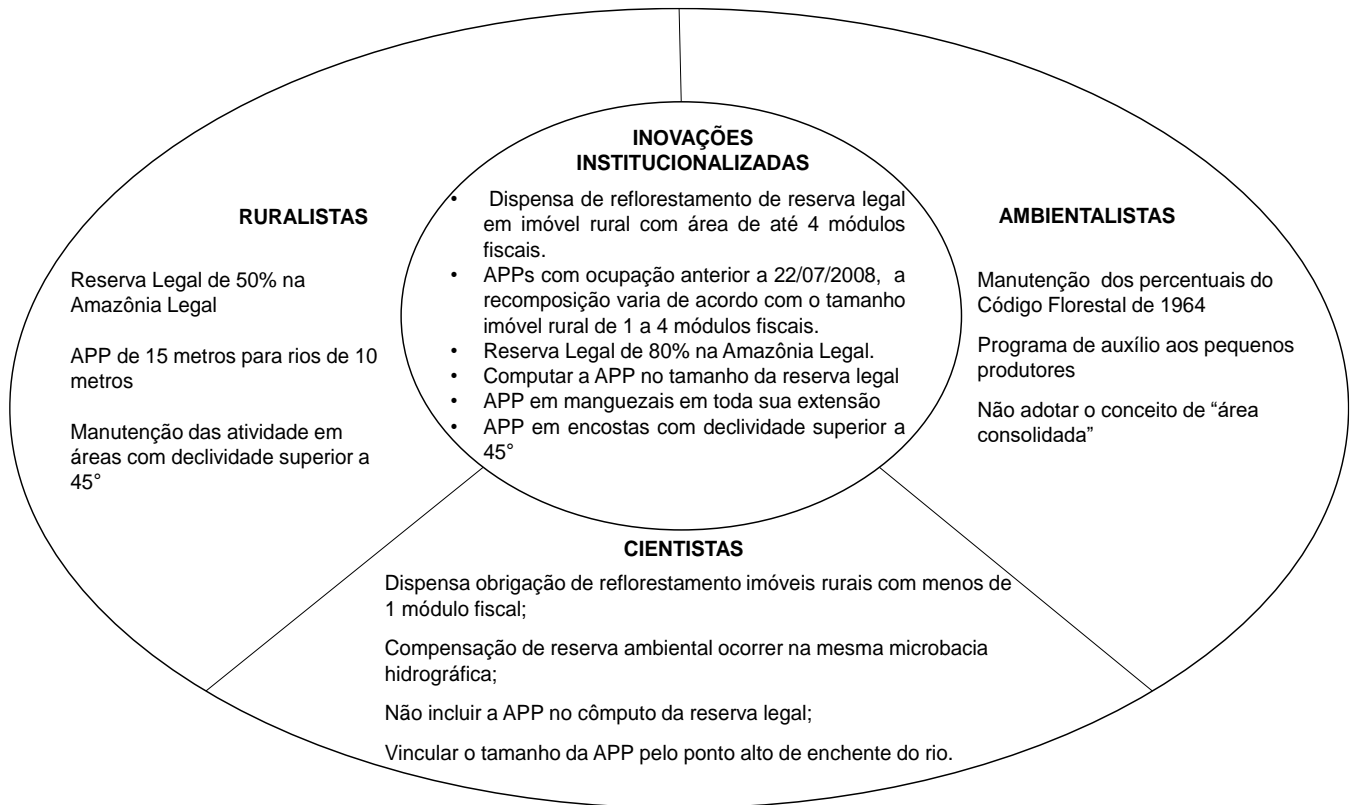 INOVAÇÕES
INSTITUCIONALIZADAS
• Dispensa de reflorestamento de reserva legal
em imóvel rural com área de até 4 módulos
fiscais.
• APPs com ocupação anterior a 22/07/2008, a
recomposição varia de acordo com o tamanho
imóvel rural de 1 a 4 módulos fiscais.
• Reserva Legal de 80% na Amazônia Legal.
• Computar a APP no tamanho da reserva legal
• APP em manguezais em toda sua extensão
• APP em encostas com declividade superior a
45°
RURALISTAS
Reserva Legal de 50% na
Amazônia Legal
APP de 15 metros para rios de 10
metros
Manutenção das atividade em
áreas com declividade superior a
45°
AMBIENTALISTAS
Manutenção dos percentuais do
Código Florestal de 1964
Programa de auxílio aos pequenos
produtores
Não adotar o conceito de “área
consolidada”
CIENTISTAS
Dispensa obrigação de reflorestamento imóveis rurais com menos de
1 módulo fiscal;
Compensação de reserva ambiental ocorrer na mesma microbacia
hidrográfica;
Não incluir a APP no cômputo da reserva legal;
Vincular o tamanho da APP pelo ponto alto de enchente do rio.